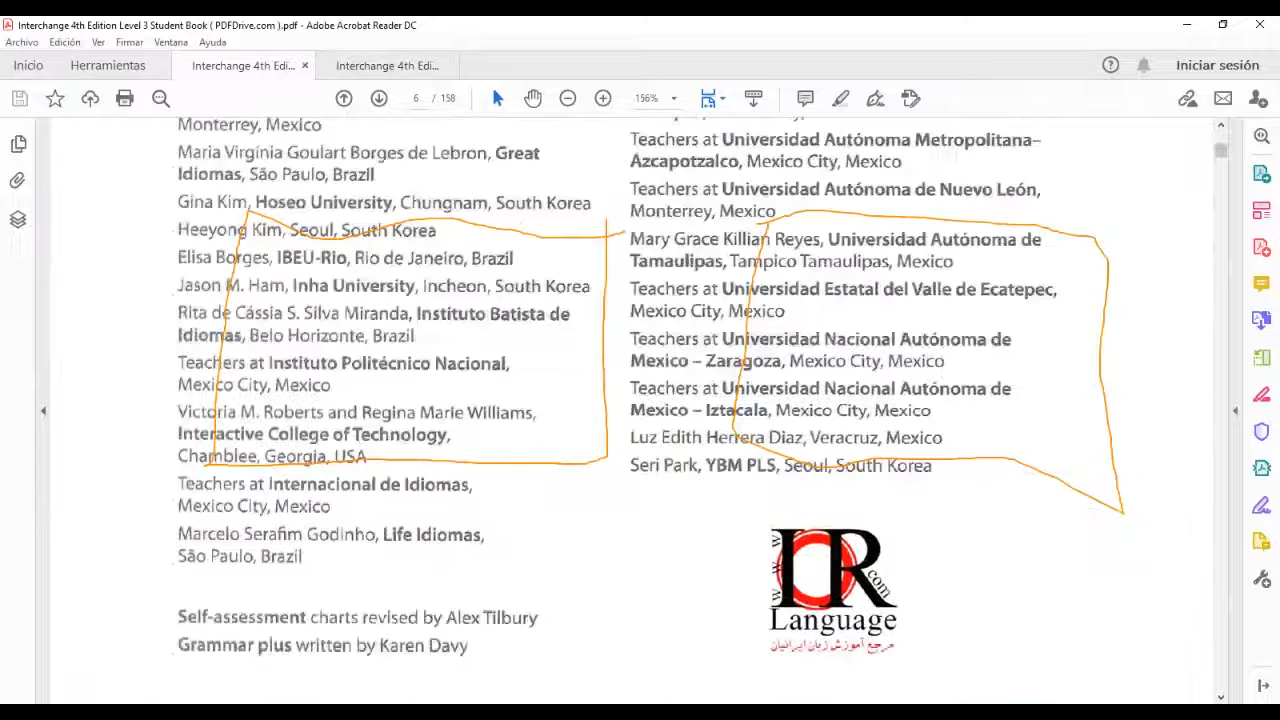 Interchange 4th Edition Level 3 Student Book ( PDFDrive.com ).pdf - Adobe Acrobat Reader DC
Archivo Edición Ver Firmar Ventana Ayuda
Inicio Herramientas Interchange 4th Edi... × Interchange 4th Edi... Iniciar sesión
6 / 158 156%
Monterrey, Mexico
Maria Virgínia Goulart Borges de Lebron, Great
Idiomas, São Paulo, Brazil
Gina Kim, Hoseo University, Chungnam, South Korea
Heeyong Kim, Seoul, South Korea
Elisa Borges, IBEU-Rio, Rio de Janeiro, Brazil
Jason M. Ham, Inha University, Incheon, South Korea
Rita de Cássia S. Silva Miranda, Instituto Batista de
Idiomas, Belo Horizonte, Brazil
Teachers at Instituto Politécnico Nacional,
Mexico City, Mexico
Victoria M. Roberts and Regina Marie Williams,
Interactive College of Technology,
Chamblee, Georgia, USA
Teachers at Internacional de Idiomas,
Mexico City, Mexico
Marcelo Serafim Godinho, Life Idiomas,
São Paulo, Brazil
Self-assessment charts revised by Alex Tilbury
Grammar plus written by Karen Davy
Teachers at Universidad Autónoma Metropolitana–
Azcapotzalco, Mexico City, Mexico
Teachers at Universidad Autónoma de Nuevo León,
Monterrey, Mexico
Mary Grace Killian Reyes, Universidad Autónoma de
Tamaulipas, Tampico Tamaulipas, Mexico
Teachers at Universidad Estatal del Valle de Ecatepec,
Mexico City, Mexico
Teachers at Universidad Nacional Autónoma de
Mexico – Zaragoza, Mexico City, Mexico
Teachers at Universidad Nacional Autónoma de
Mexico – Iztacala, Mexico City, Mexico
Luz Edith Herrera Diaz, Veracruz, Mexico
Seri Park, YBM PLS, Seoul, South Korea
www
IOR
.com
Language
مرجع آموزش زبان ایرانیان